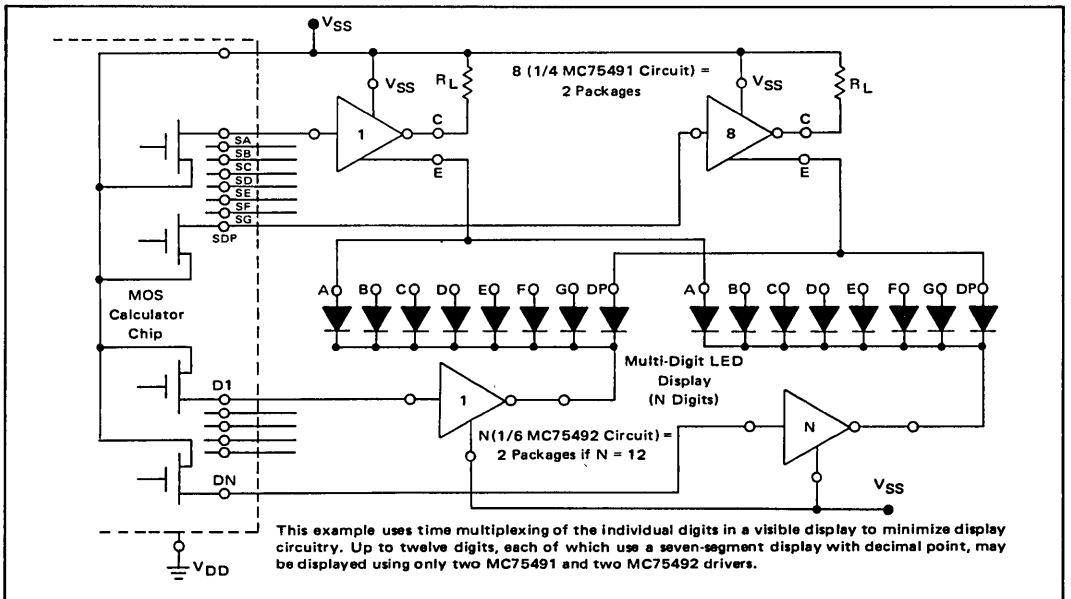 VSS
VSS
RL
8 (1/4 MC75491 Circuit) =
2 Packages
VSS
RL
1
C
E
8
C
E
SA
SB
SC
SD
SE
SF
SG
SDP
MOS
Calculator
Chip
A B C D E F G DP
A B C D E F G DP
Multi-Digit LED
Display
(N Digits)
D1
1
N
N(1/6 MC75492 Circuit) =
2 Packages if N = 12
DN
VSS
VDD
This example uses time multiplexing of the individual digits in a visible display to minimize display
circuitry. Up to twelve digits, each of which use a seven-segment display with decimal point, may
be displayed using only two MC75491 and two MC75492 drivers.